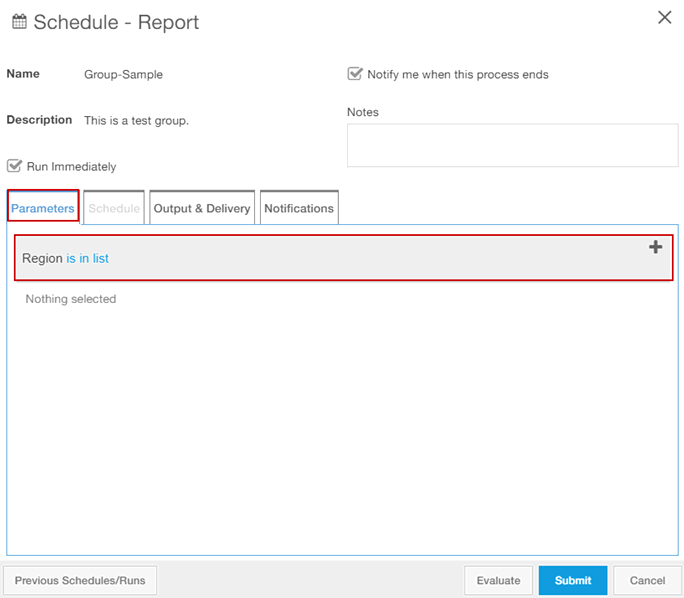 Schedule - Report
Name Group-Sample
Notify me when this process ends
Notes
Description This is a test group.
Run Immediately
Parameters Schedule Output & Delivery Notifications
Region is in list
Nothing selected
Previous Schedules/Runs Evaluate Submit Cancel